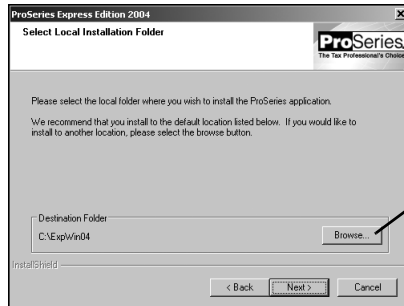 ProSeries Express Edition 2004
Select Local Installation Folder
ProSeries
The Tax Professional's Choice
Please select the local folder where you wish to install the ProSeries application.
We recommend that you install to the default location listed below. If you would like to
install to another location, please select the browse button.
Destination Folder
C:\ExpWin04
Browse...
InstallShield
< Back
Next >
Cancel